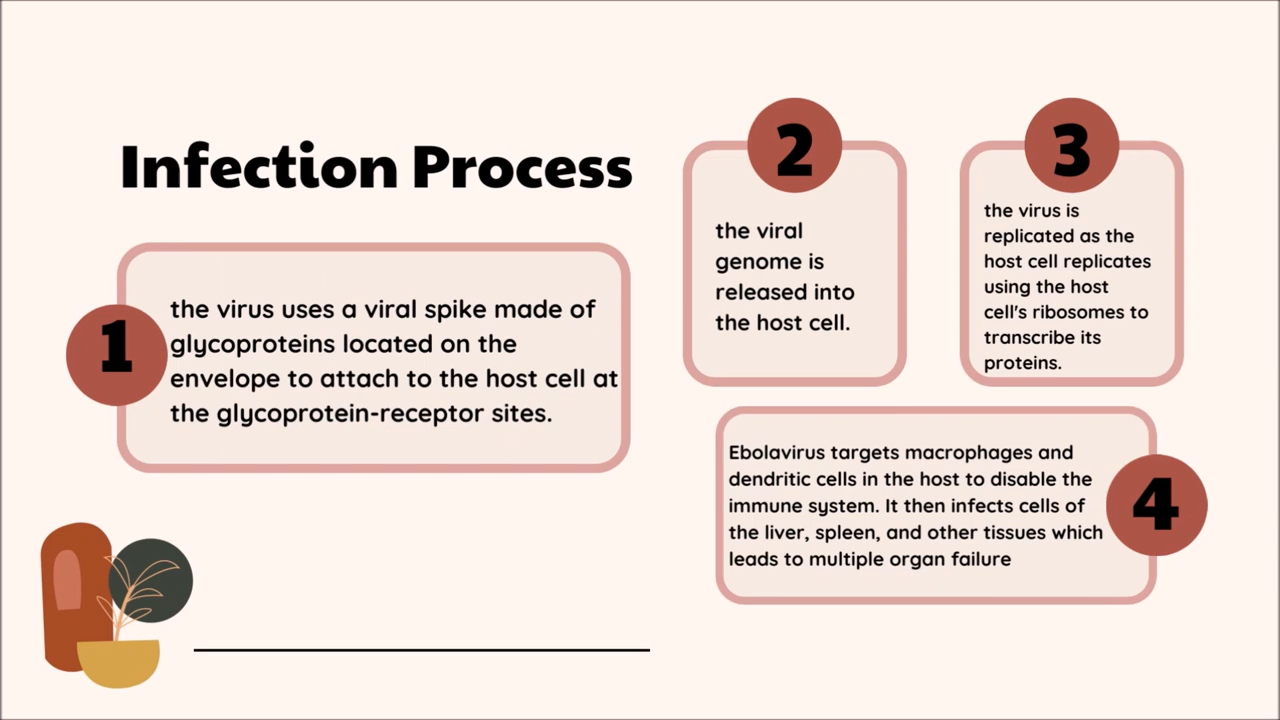 Infection Process
1
the virus uses a viral spike made of
glycoproteins located on the
envelope to attach to the host cell at
the glycoprotein-receptor sites.
2
the viral
genome is
released into
the host cell.
3
the virus is
replicated as the
host cell replicates
using the host
cell's ribosomes to
transcribe its
proteins.
4
Ebolavirus targets macrophages and
dendritic cells in the host to disable the
immune system. It then infects cells of
the liver, spleen, and other tissues which
leads to multiple organ failure